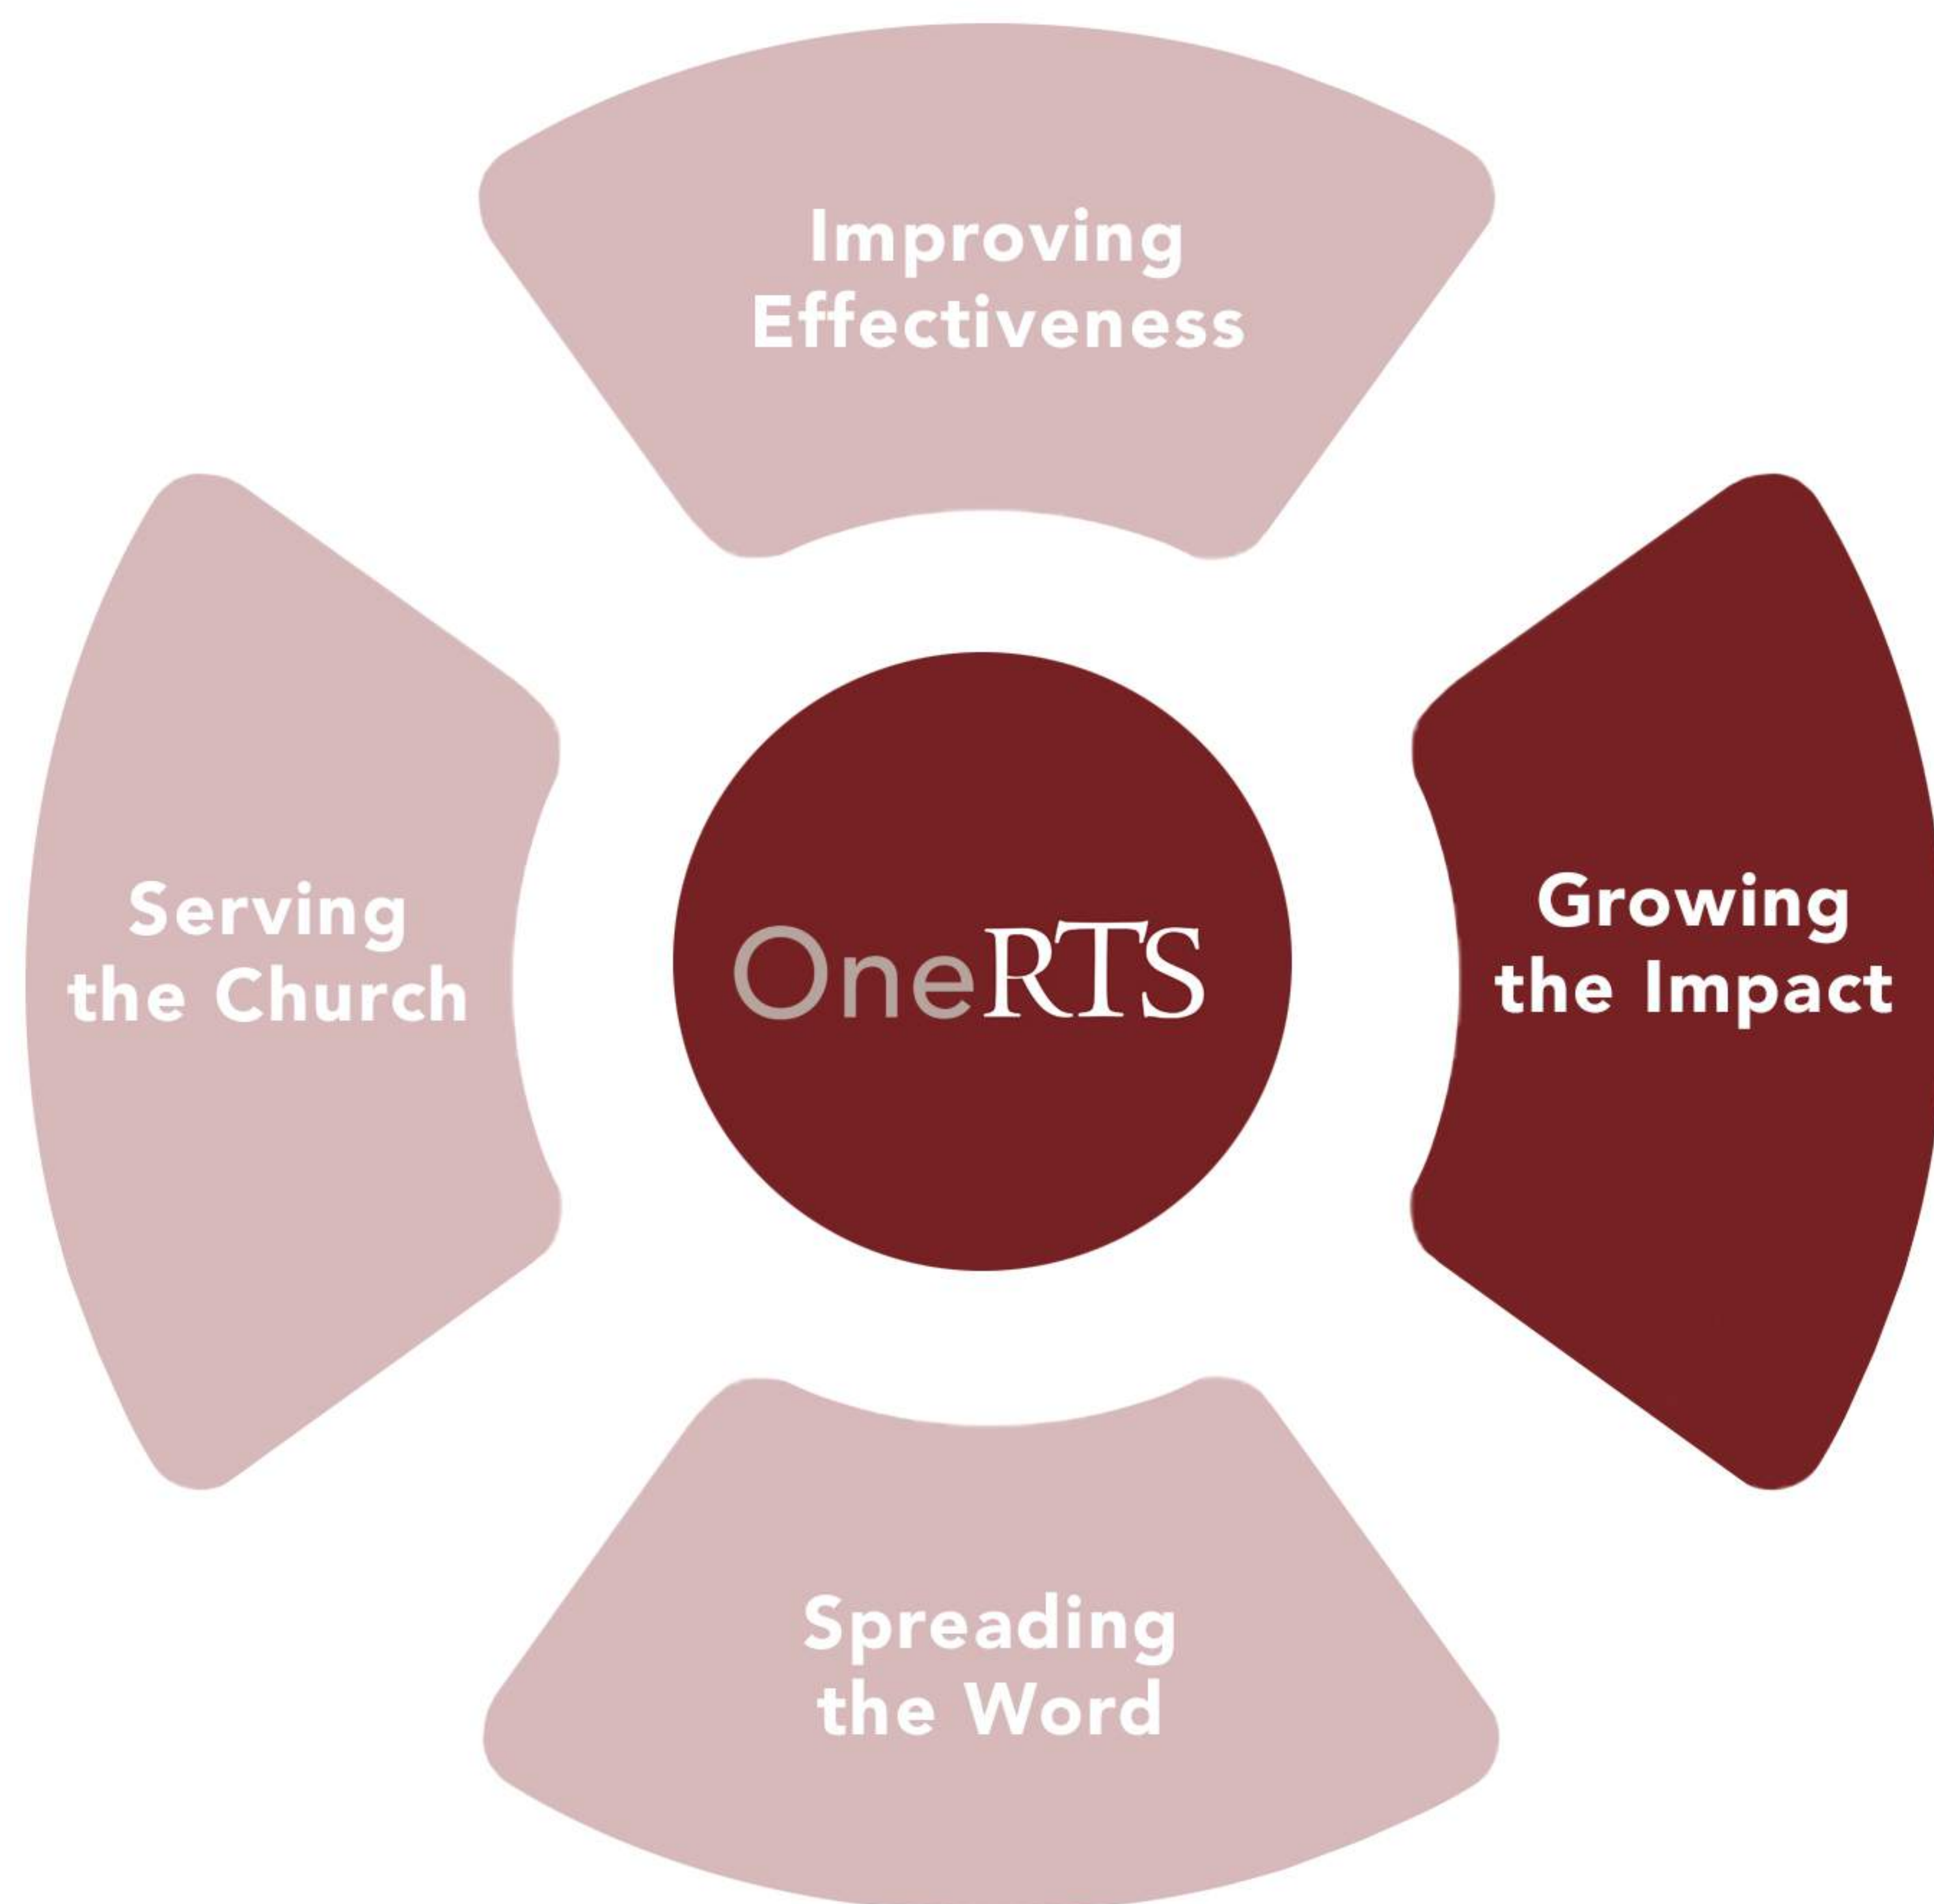 Improving
Effectiveness
Serving
the Church
OneRTS
Growing
the Impact
Spreading
the Word